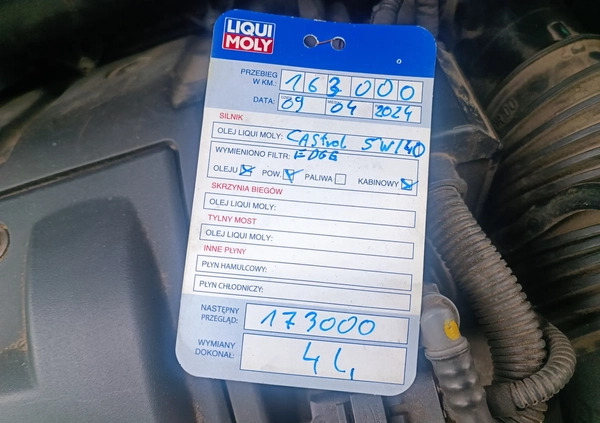 LIQUI
MOLY
PRZEBIEG
W KM.: 163000
DATA: 09 04 2024
SILNIK
OLEJ LIQUI MOLY: CAStrol 5W/40
WYMIENIONO FILTR: EDGE
OLEJU POW. PALIWA KABINOWY
SKRZYNIA BIEGÓW
OLEJ LIQUI MOLY:
TYLNY MOST
OLEJ LIQUI MOLY:
INNE PŁYNY
PŁYN HAMULCOWY:
PŁYN CHŁODNICZY:
NASTĘPNY
PRZEGLĄD: 173000
WYMIANY
DOKONAŁ: 4L,